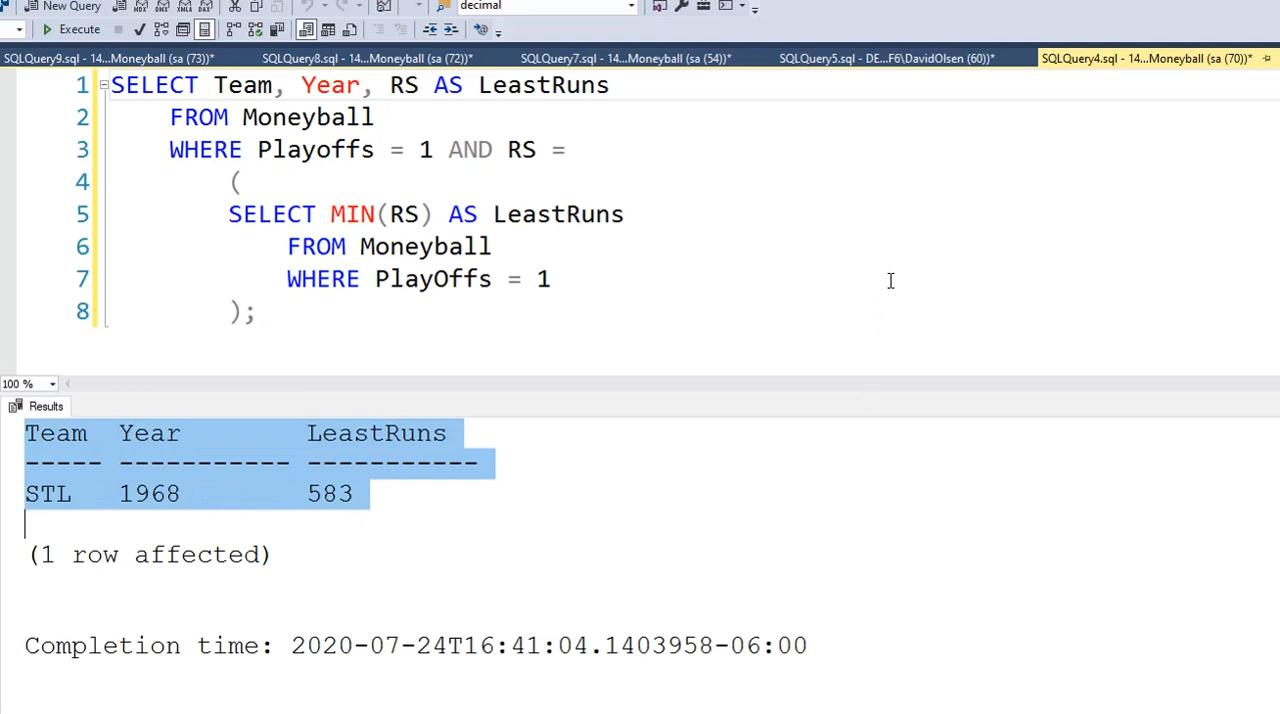 New Query
decimal
Execute
SQLQuery9.sql - 14...Moneyball (sa (73))*
SQLQuery8.sql - 14...Moneyball (sa (72))*
SQLQuery7.sql - 14...Moneyball (sa (54))*
SQLQuery5.sql - DE...F6\DavidOlsen (60))*
SQLQuery4.sql - 14...Moneyball (sa (70))*
1 SELECT Team, Year, RS AS LeastRuns
2 FROM Moneyball
3 WHERE Playoffs = 1 AND RS =
4 (
5 SELECT MIN(RS) AS LeastRuns
6 FROM Moneyball
7 WHERE PlayOffs = 1
8 );
100 %
Results
Team Year LeastRuns
----- ----------- -----------
STL 1968 583
(1 row affected)
Completion time: 2020-07-24T16:41:04.1403958-06:00